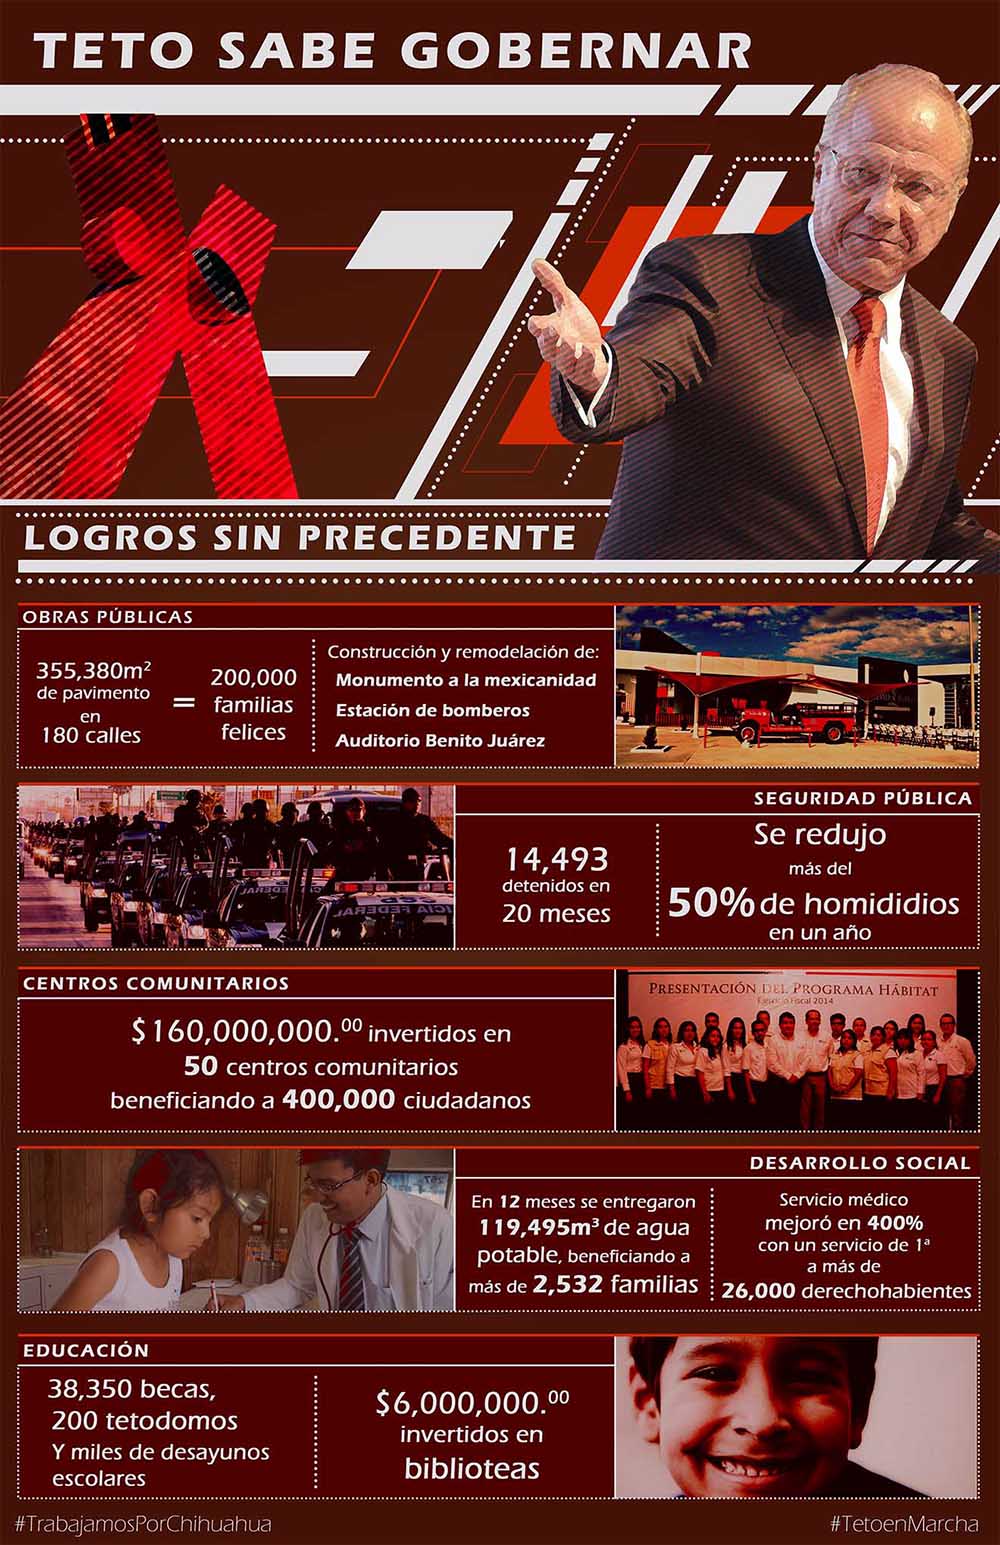 TETO SABE GOBERNAR
LOGROS SIN PRECEDENTE
OBRAS PÚBLICAS
355,380m²
de pavimento
en
180 calles
=
200,000
familias
felices
Construcción y remodelación de:
Monumento a la mexicanidad
Estación de bomberos
Auditorio Benito Juárez
SEGURIDAD PÚBLICA
14,493
detenidos en
20 meses
Se redujo
más del
50% de homididios
en un año
CENTROS COMUNITARIOS
$160,000,000.⁰⁰ invertidos en
50 centros comunitarios
beneficiando a 400,000 ciudadanos
PRESENTACIÓN DEL PROGRAMA HÁBITAT
Ejercicio Fiscal 2014
DESARROLLO SOCIAL
En 12 meses se entregaron
119,495m³ de agua
potable, beneficiando a
más de 2,532 familias
Servicio médico
mejoró en 400%
con un servicio de 1ª
a más de
26,000 derechohabientes
EDUCACIÓN
38,350 becas,
200 tetodomos
Y miles de desayunos
escolares
$6,000,000.⁰⁰
invertidos en
biblioteas
#TrabajamosPorChihuahua
#TetoenMarcha